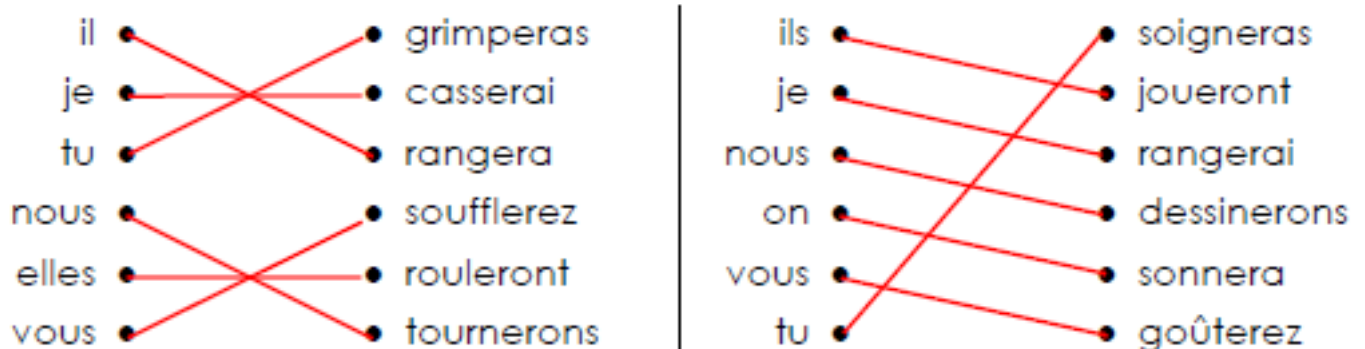 il grimperas
je casserai
tu rangera
nous soufflerez
elles rouleront
vous tournerons
ils soigneras
je joueront
nous rangerai
on dessinerons
vous sonnera
tu goûterez